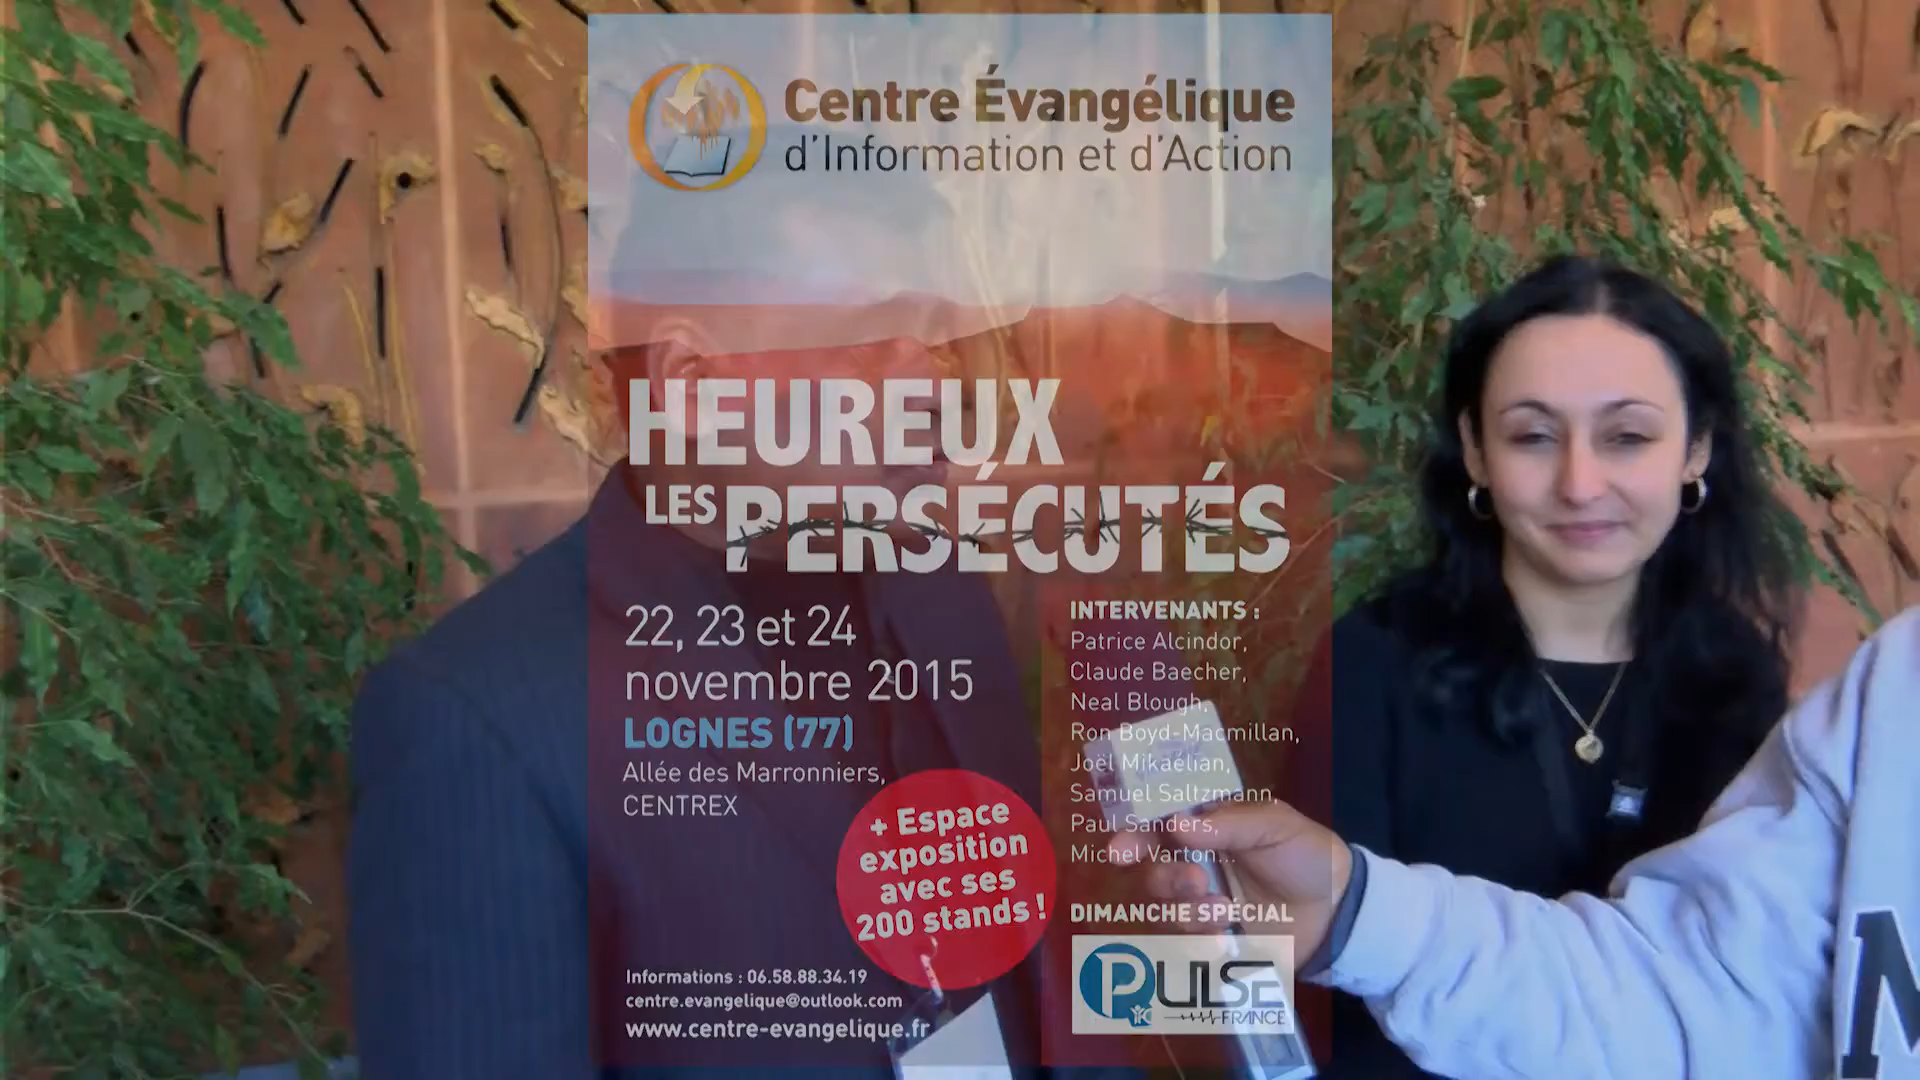 Centre Évangélique
d'Information et d'Action
HEUREUX
LES PERSÉCUTÉS
22, 23 et 24
novembre 2015
LOGNES (77)
Allée des Marronniers,
CENTREX
+ Espace
exposition
avec ses
200 stands !
Informations : 06.58.88.34.19
centre.evangelique@outlook.com
www.centre-evangelique.fr
INTERVENANTS :
Patrice Alcindor,
Claude Baecher,
Neal Blough,
Ron Boyd-Macmillan,
Joël Mikaélian,
Samuel Saltzmann,
Paul Sanders,
Michel Varton...
DIMANCHE SPÉCIAL
PULSE
FRANCE
M